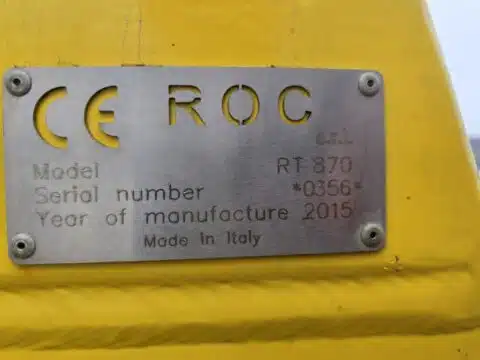 CE ROC
s.r.l.
Model RT 870
Serial number *0356*
Year of manufacture 2015
Made in Italy